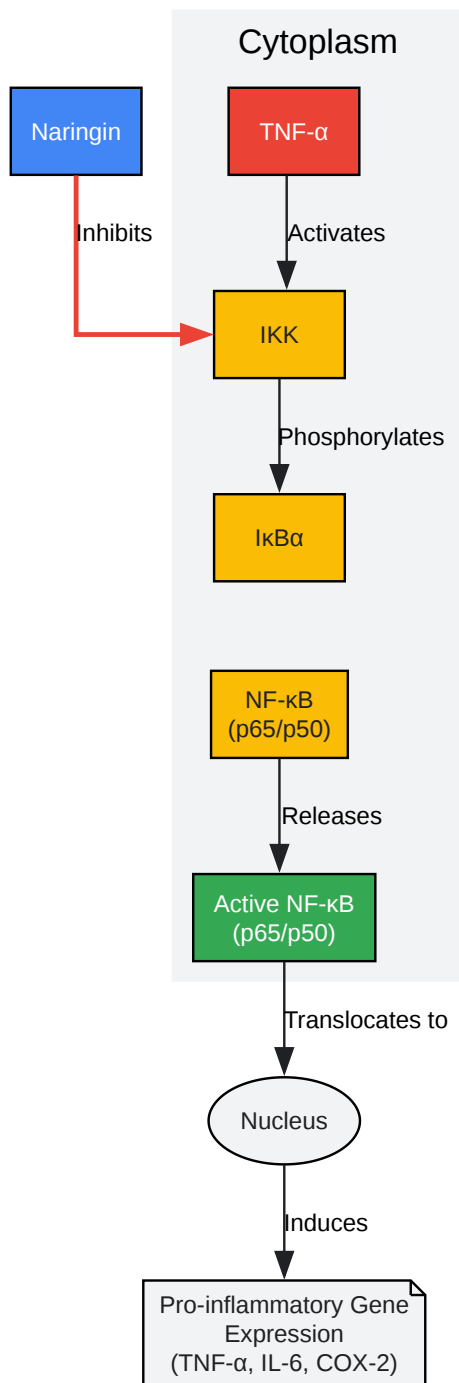 Cytoplasm
Naringin
TNF-α
Inhibits
Activates
IKK
Phosphorylates
IκBα
NF-κB
(p65/p50)
Releases
Active NF-κB
(p65/p50)
Translocates to
Nucleus
Induces
Pro-inflammatory Gene
Expression
(TNF-α, IL-6, COX-2)